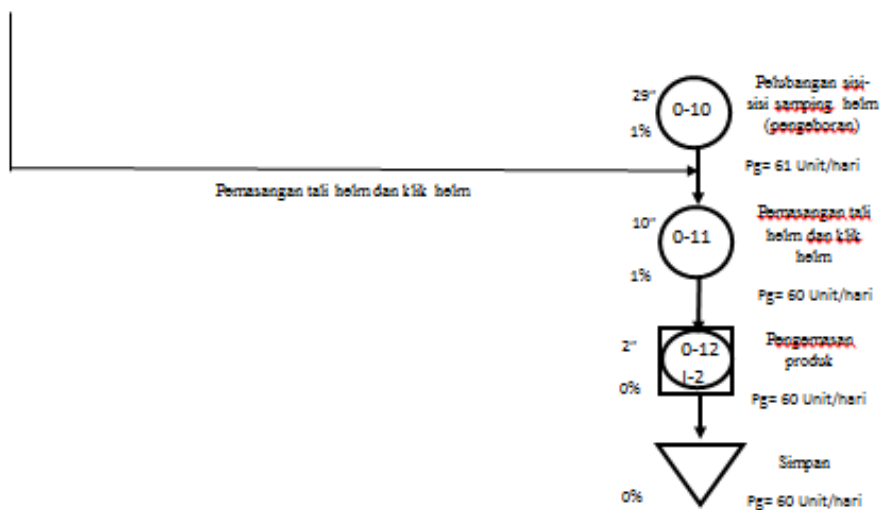 29"
1%
0-10
Pelubangan sisi-
sisi samping helm
(pengeboran)
Pg= 61 Unit/hari
Pemasangan tali helm dan klik helm
10"
1%
0-11
Pemasangan tali
helm dan klik
helm
Pg= 60 Unit/hari
2"
0%
0-12
I-2
Pengemasan
produk
Pg= 60 Unit/hari
Simpan
0%
Pg= 60 Unit/hari